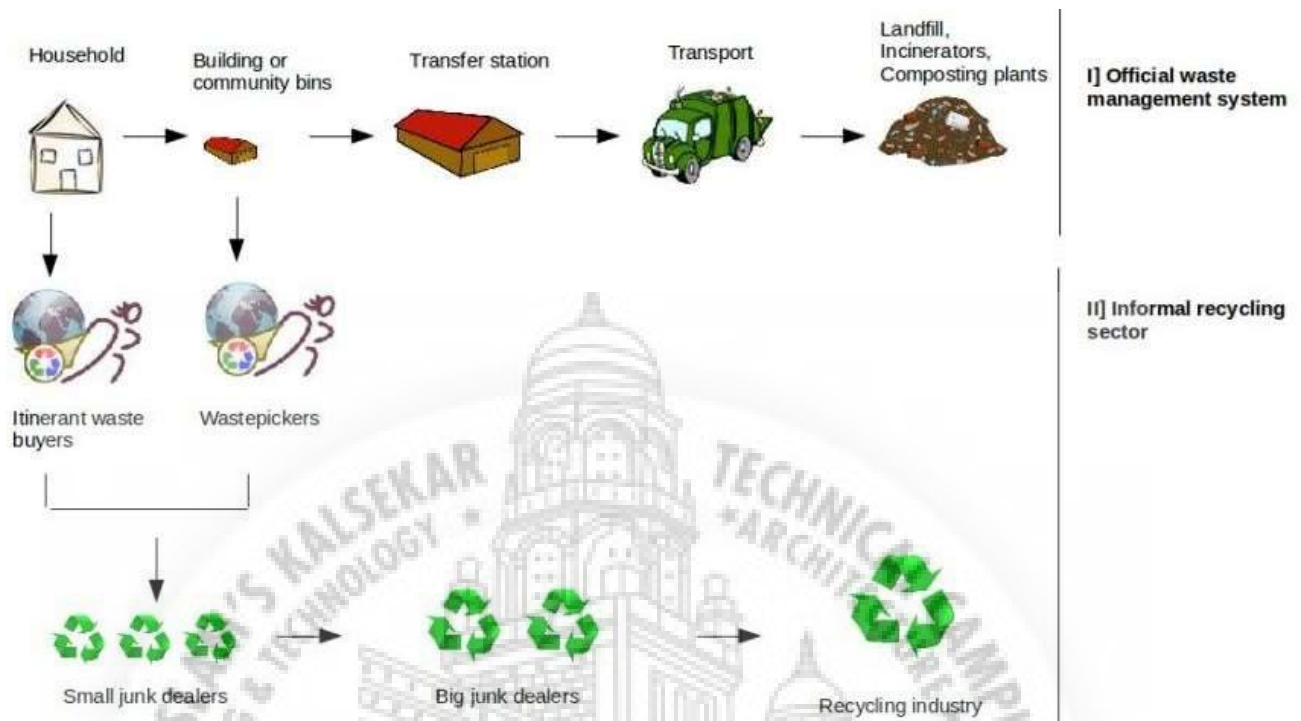 Household
Building or
community bins
Transfer station
Transport
Landfill,
Incinerators,
Composting plants
I] Official waste
management system
II] Informal recycling
sector
Itinerant waste
buyers
Wastepickers
KALSEKAR
TECHNOLOGY
TECHNICAL
Small junk dealers
Big junk dealers
Recycling industry